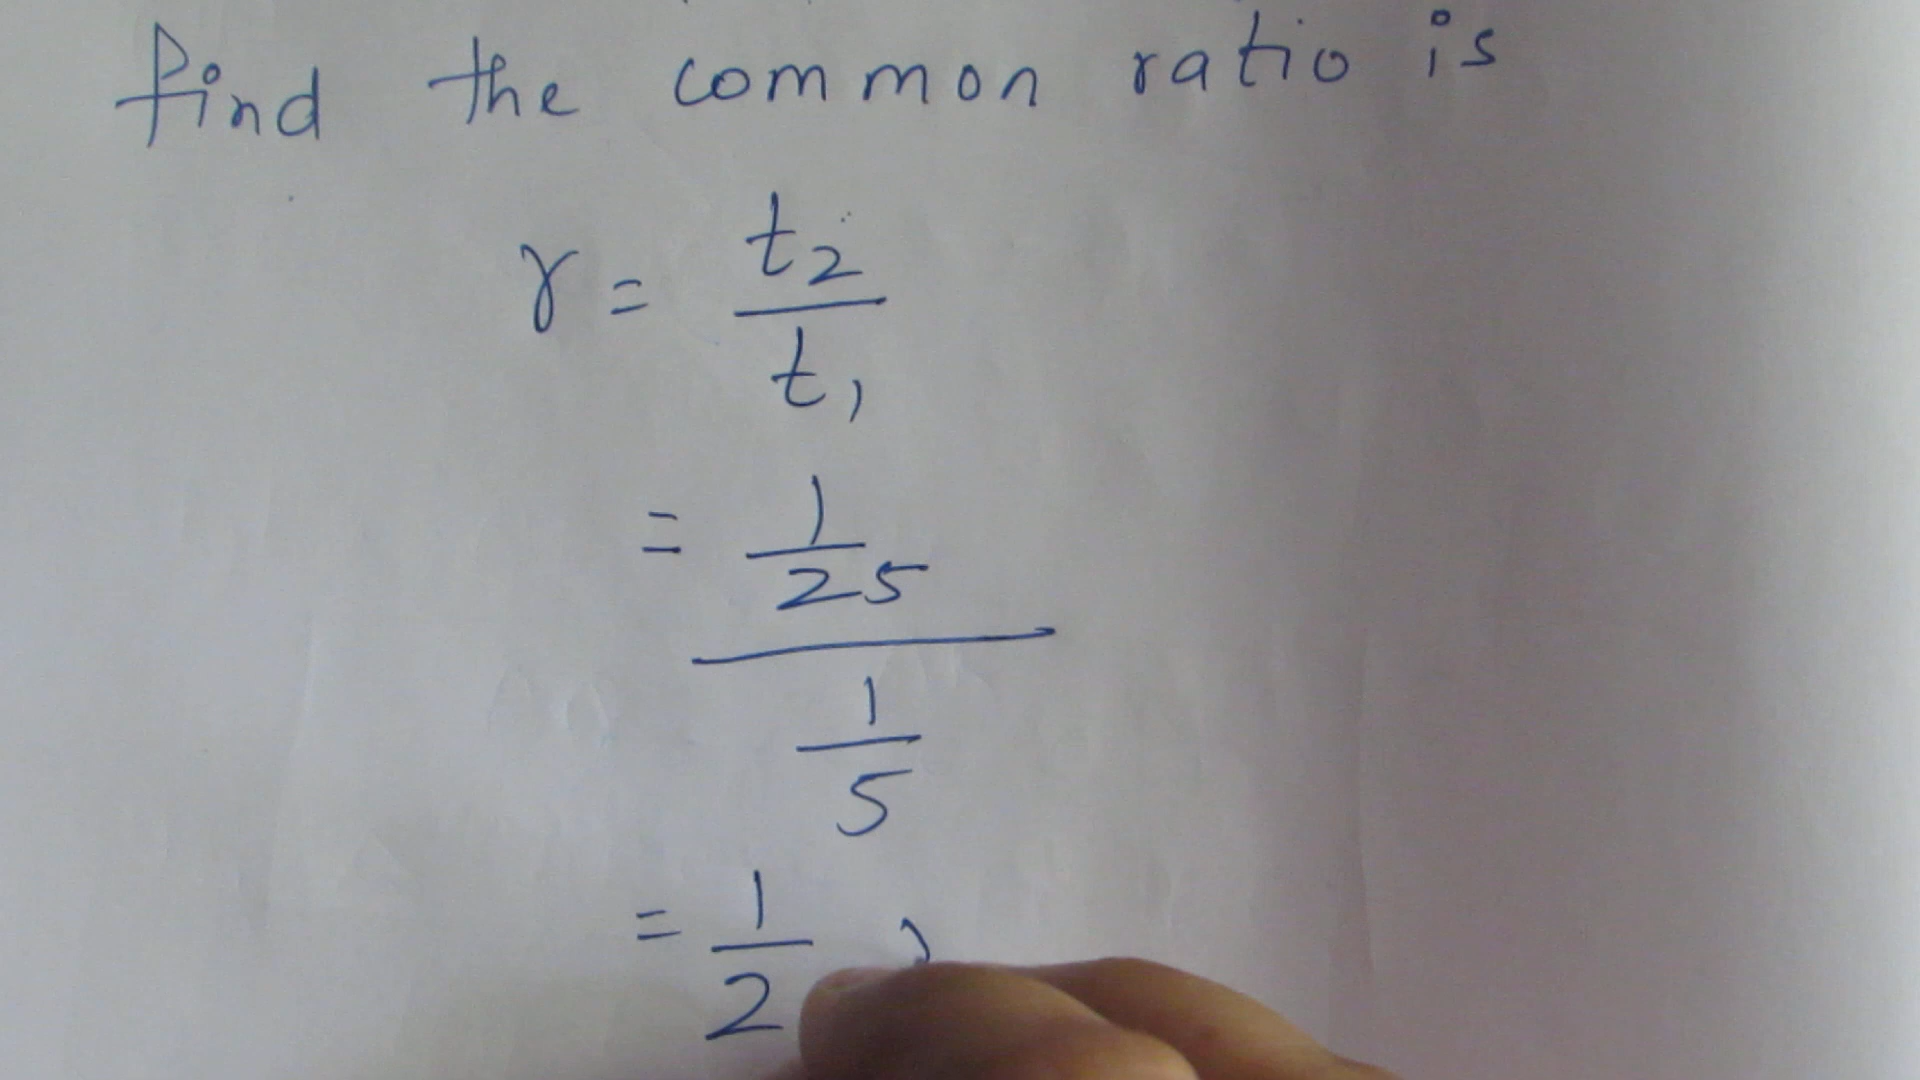 find the common ratio is
r = t2/t1
= 1/25
1/5
= 1/2